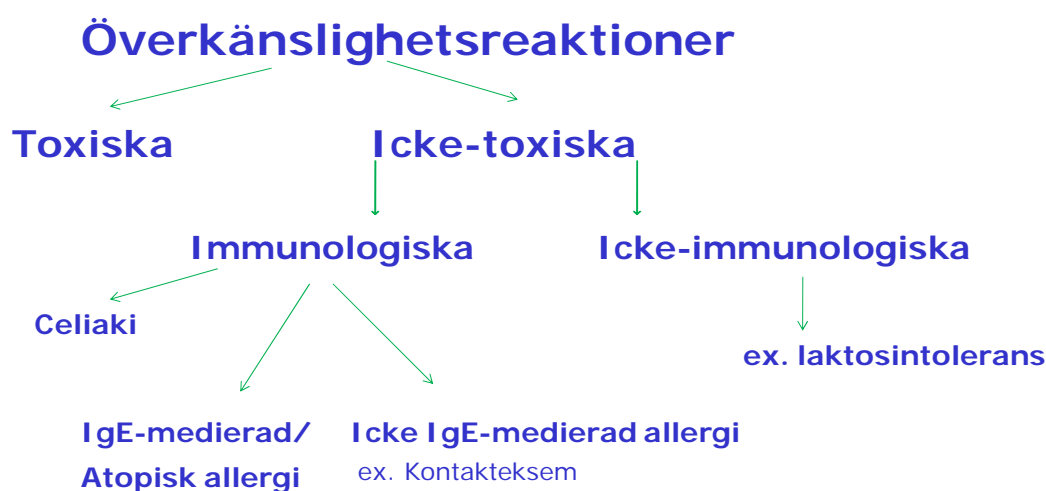 Överkänslighetsreaktioner
Toxiska
Icke-toxiska
Immunologiska
Icke-immunologiska
Celiaki
ex. laktosintolerans
IgE-medierad/
Atopisk allergi
Icke IgE-medierad allergi
ex. Kontakteksem